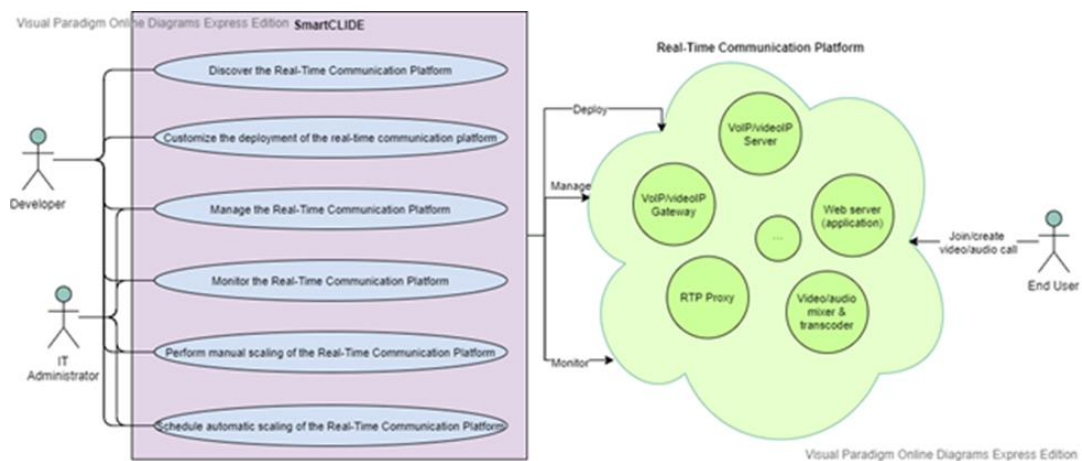 Visual Paradigm Online Diagrams Express Edition
SmartCLIDE
Discover the Real-Time Communication Platform
Customize the deployment of the real-time communication platform
Manage the Real-Time Communication Platform
Monitor the Real-Time Communication Platform
Perform manual scaling of the Real-Time Communication Platform
Schedule automatic scaling of the Real-Time Communication Platform
Developer
IT
Administrator
Deploy
Manage
Monitor
Real-Time Communication Platform
VoIP/videoIP
Server
VoIP/videoIP
Gateway
Web server
(application)
...
RTP Proxy
Video/audio
mixer &
transcoder
Join/create
video/audio call
End User
Visual Paradigm Online Diagrams Express Edition